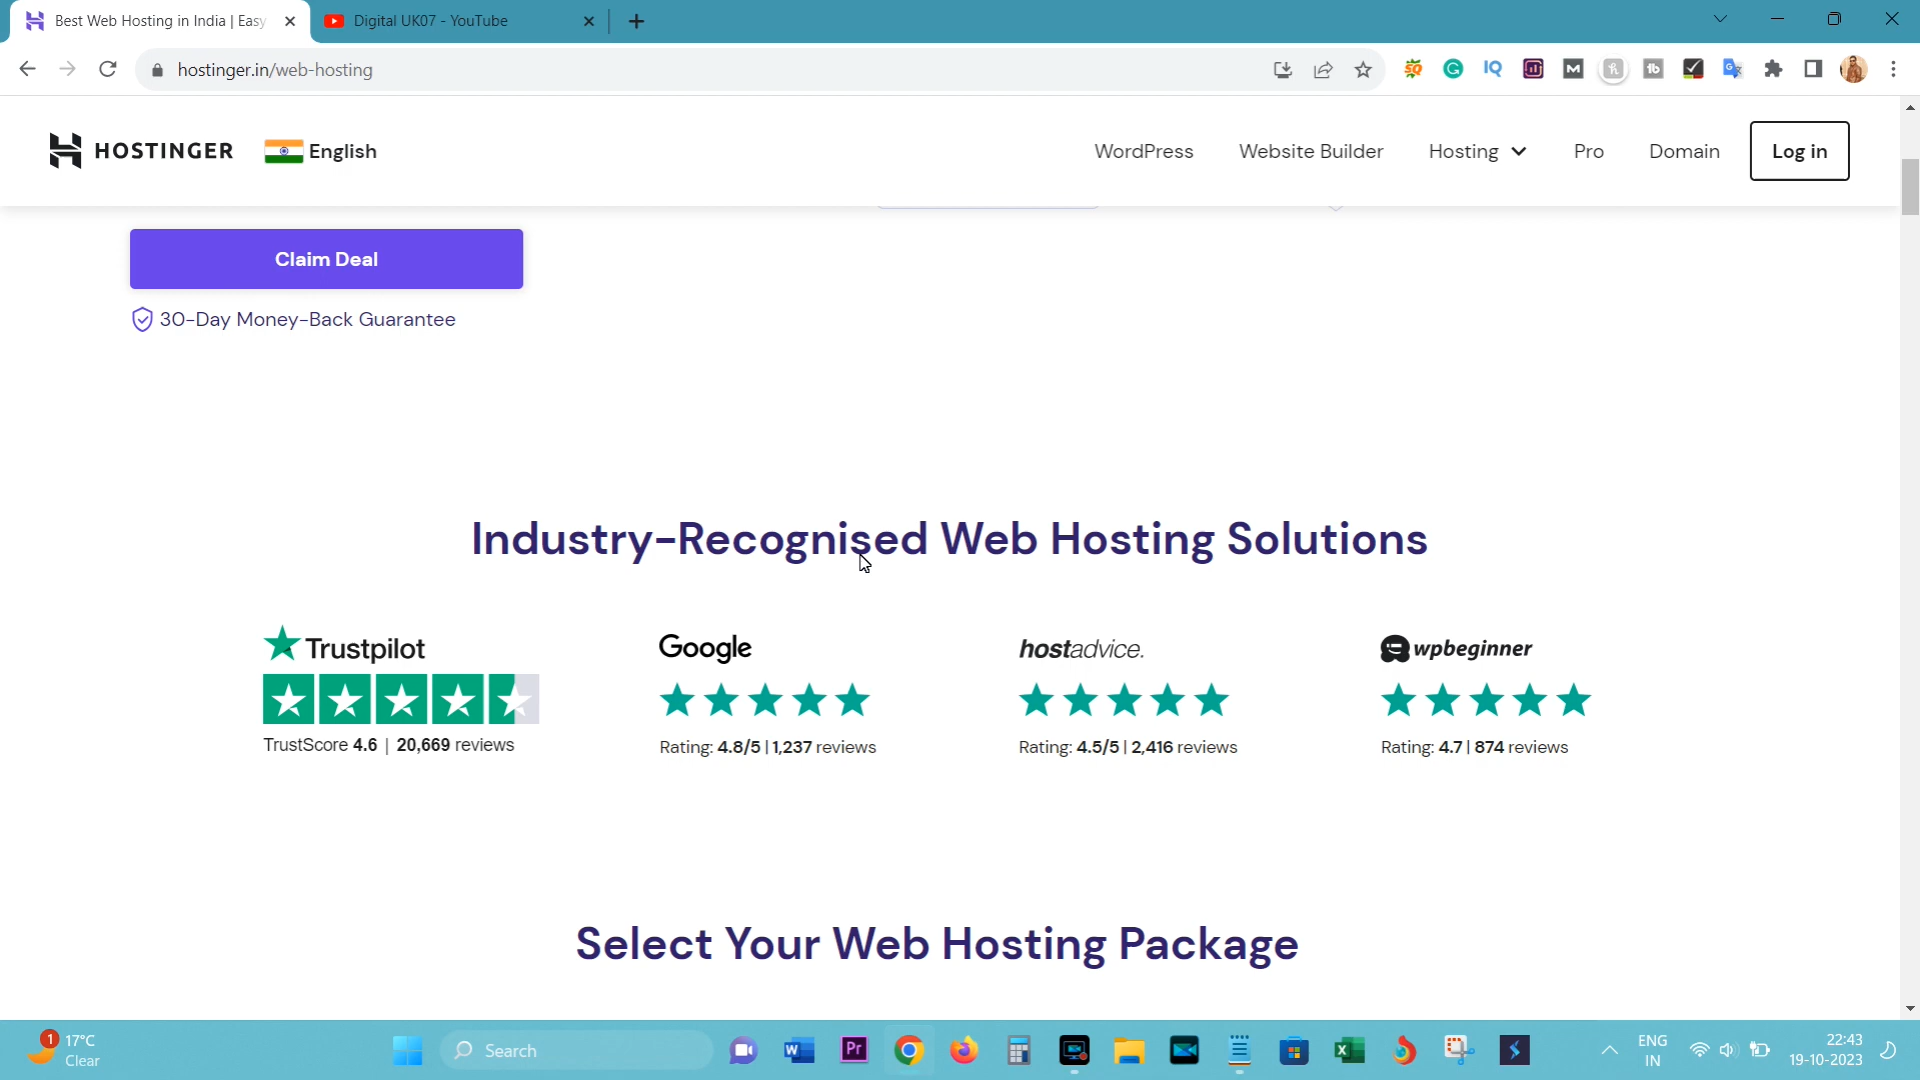 Best Web Hosting in India | Easy
Digital UK07 - YouTube
hostinger.in/web-hosting
HOSTINGER
English
WordPress
Website Builder
Hosting
Pro
Domain
Log in
Claim Deal
30-Day Money-Back Guarantee
Industry-Recognised Web Hosting Solutions
Trustpilot
TrustScore 4.6 | 20,669 reviews
Google
Rating: 4.8/5 | 1,237 reviews
hostadvice.
Rating: 4.5/5 | 2,416 reviews
wpbeginner
Rating: 4.7 | 874 reviews
Select Your Web Hosting Package
1
17°C
Clear
Search
Pr
ENG
IN
22:43
19-10-2023